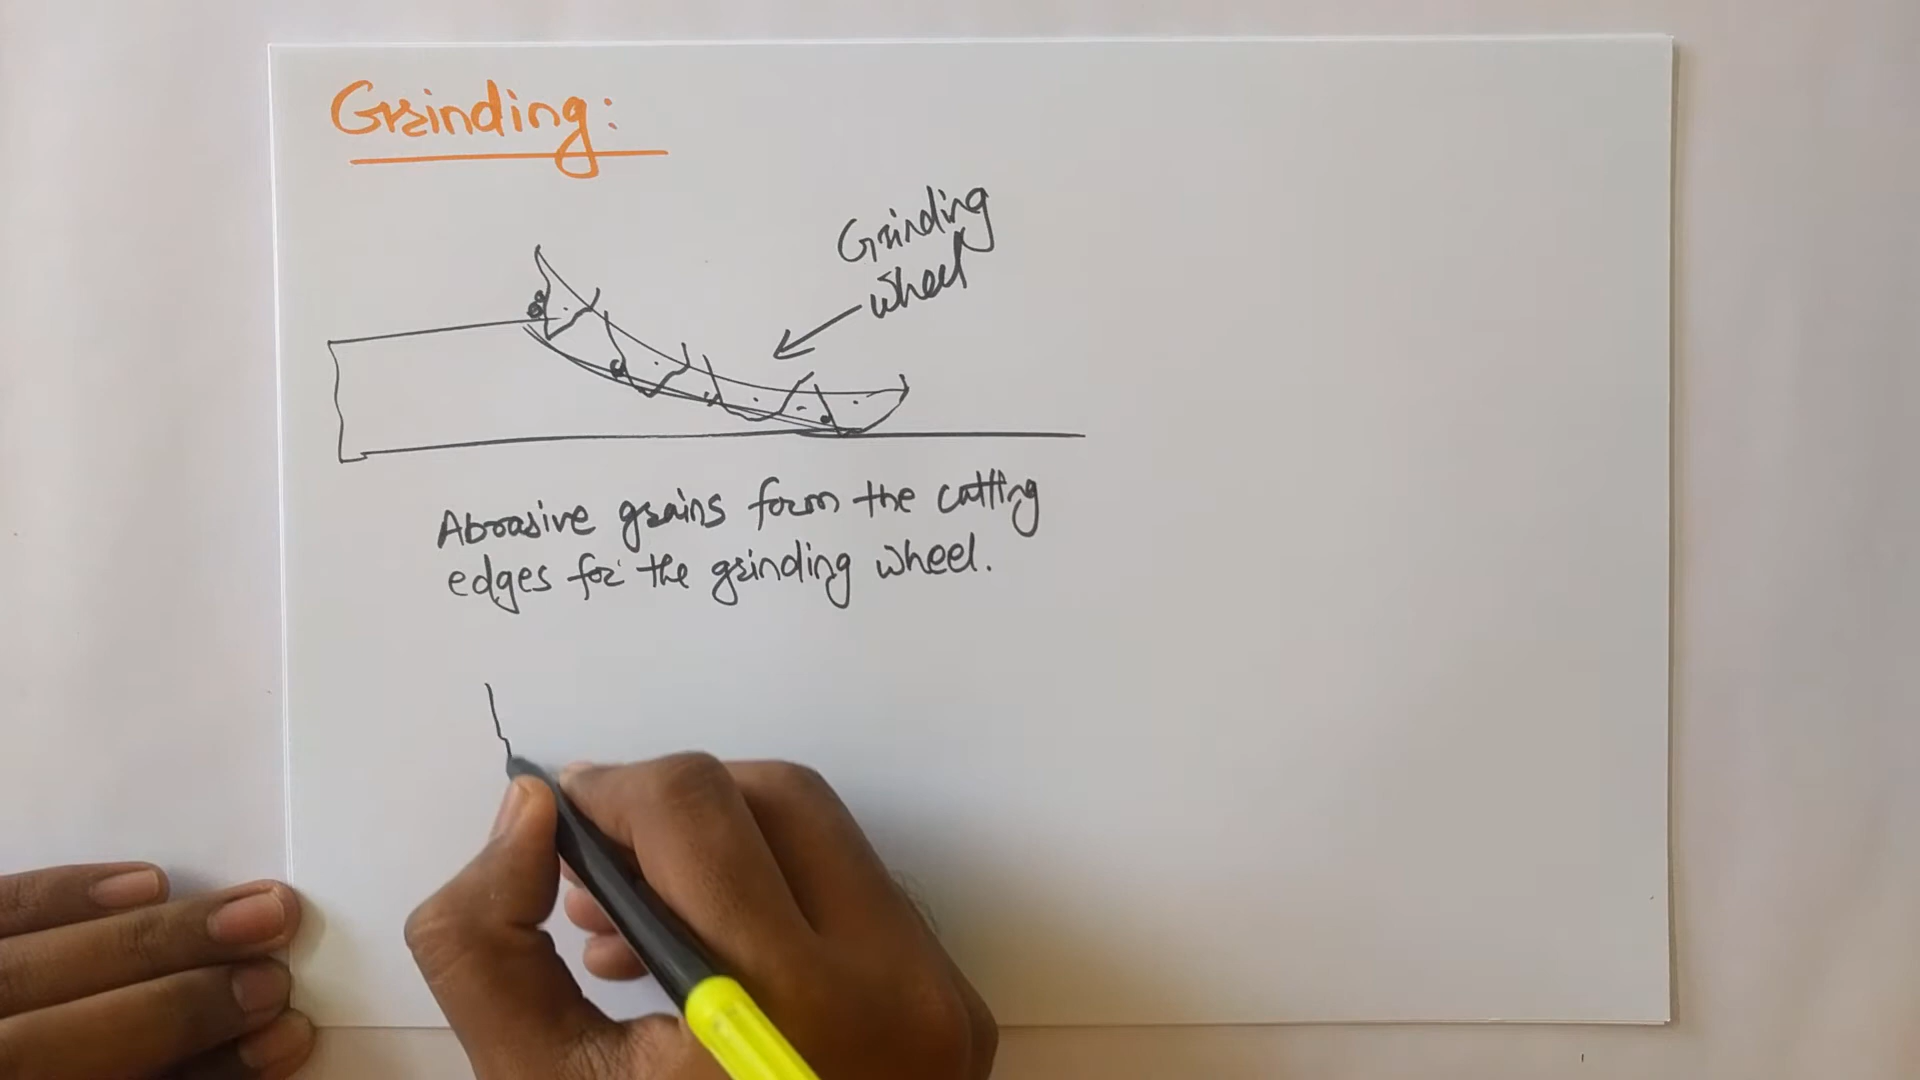 Grinding:
Grinding
wheel
Abrasive grains form the cutting
edges for the grinding wheel.